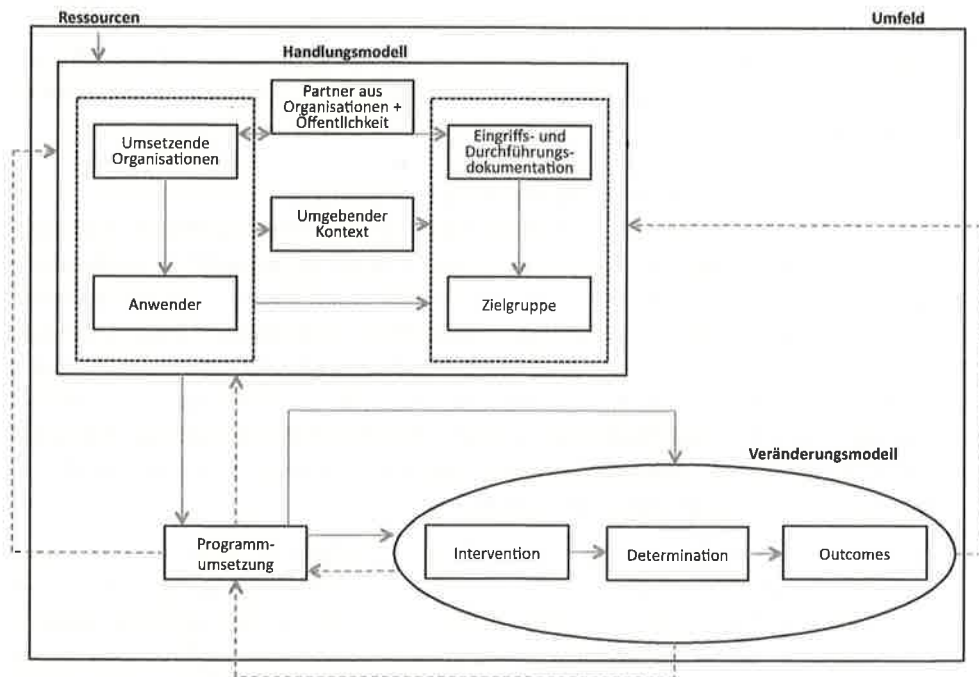 Ressourcen
Umfeld
Handlungsmodell
Partner aus
Organisationen +
Öffentlichkeit
Umsetzende
Organisationen
Eingriffs- und
Durchführungs-
dokumentation
Umgebender
Kontext
Anwender
Zielgruppe
Veränderungsmodell
Programm-
umsetzung
Intervention
Determination
Outcomes